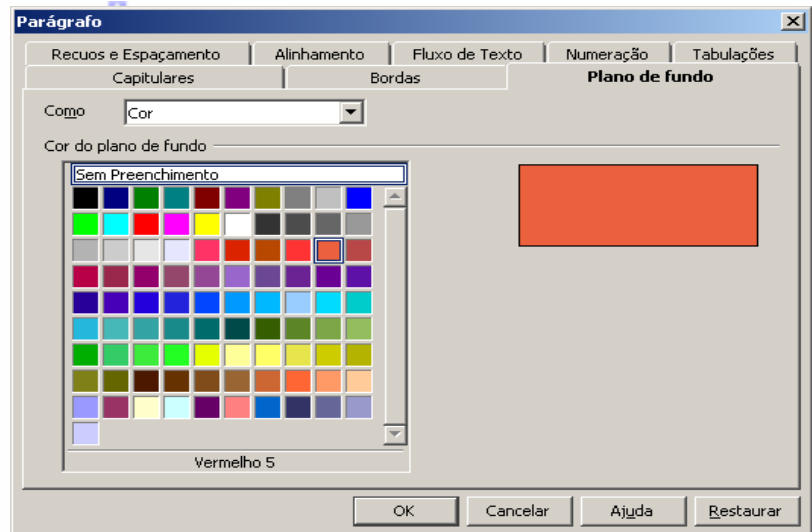 Parágrafo
Recuos e Espaçamento Alinhamento Fluxo de Texto Numeração Tabulações
Capitulares Bordas Plano de fundo
Como Cor
Cor do plano de fundo
Sem Preenchimento
Vermelho 5
OK Cancelar Ajuda Restaurar